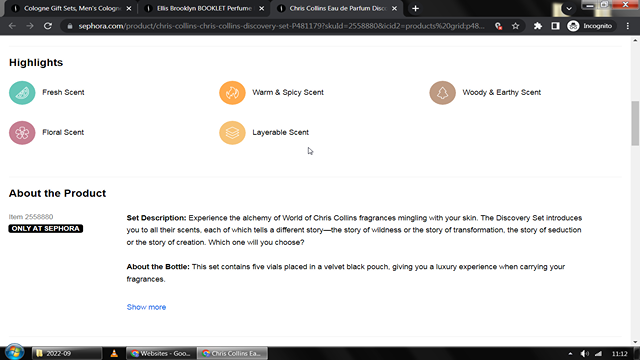 Cologne Gift Sets, Men's Cologne
Ellis Brooklyn BOOKLET Perfume
Chris Collins Eau de Parfum Disc
sephora.com/product/chris-collins-chris-collins-discovery-set-P481179?skuId=2558880&icid2=products%20grid:p48...
Incognito
Highlights
Fresh Scent
Warm & Spicy Scent
Woody & Earthy Scent
Floral Scent
Layerable Scent
About the Product
Item 2558880
ONLY AT SEPHORA
Set Description: Experience the alchemy of World of Chris Collins fragrances mingling with your skin. The Discovery Set introduces
you to all their scents, each of which tells a different story—the story of wildness or the story of transformation, the story of seduction
or the story of creation. Which one will you choose?
About the Bottle: This set contains five vials placed in a velvet black pouch, giving you a luxury experience when carrying your
fragrances.
Show more
2022-09
Websites - Goo...
Chris Collins Ea...
11:12